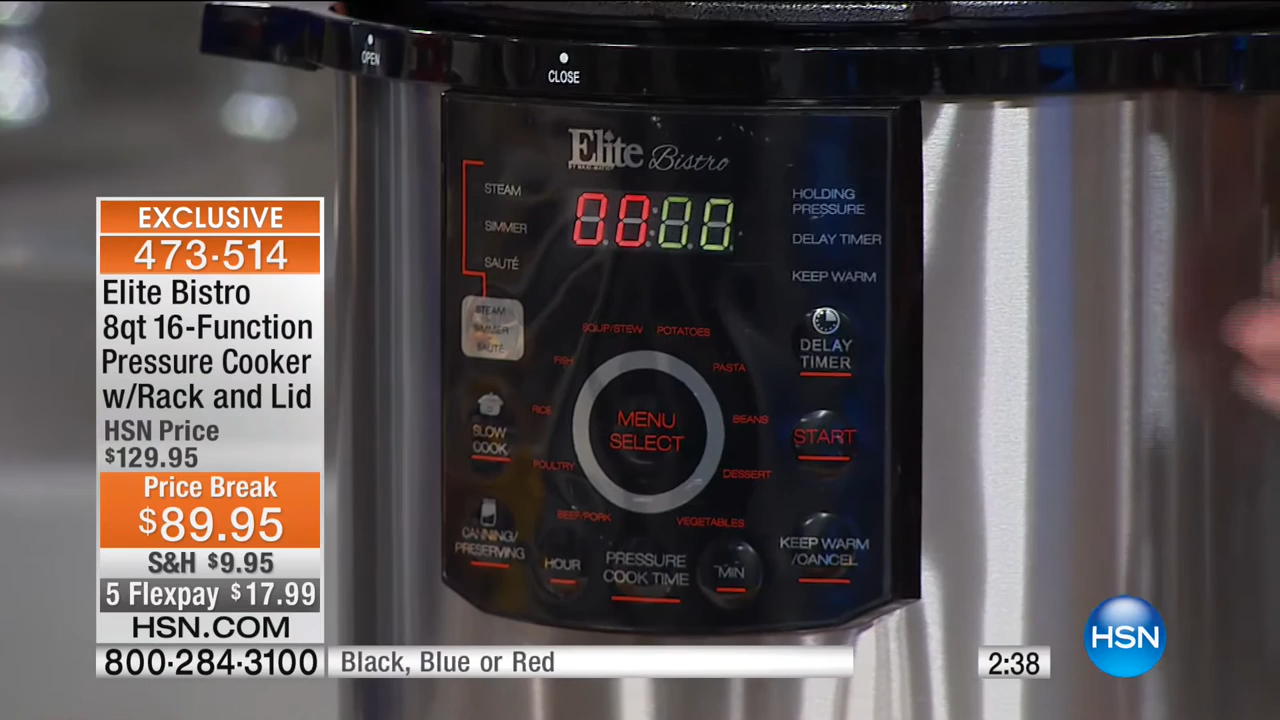 OPEN
CLOSE
Elite Bistro
STEAM
SIMMER
SAUTÉ
00:00
HOLDING
PRESSURE
DELAY TIMER
KEEP WARM
STEAM
SIMMER
SAUTÉ
SOUP/STEW
POTATOES
FISH
PASTA
RICE
BEANS
POULTRY
DESSERT
BEEF/PORK
VEGETABLES
MENU
SELECT
DELAY
TIMER
SLOW
COOK
START
CANNING/
PRESERVING
HOUR
PRESSURE
COOK TIME
MIN
KEEP WARM
/CANCEL
EXCLUSIVE
473-514
Elite Bistro
8qt 16-Function
Pressure Cooker
w/Rack and Lid
HSN Price
$129.95
Price Break
$89.95
S&H $9.95
5 Flexpay $17.99
HSN.COM
800-284-3100
Black, Blue or Red
2:38
HSN